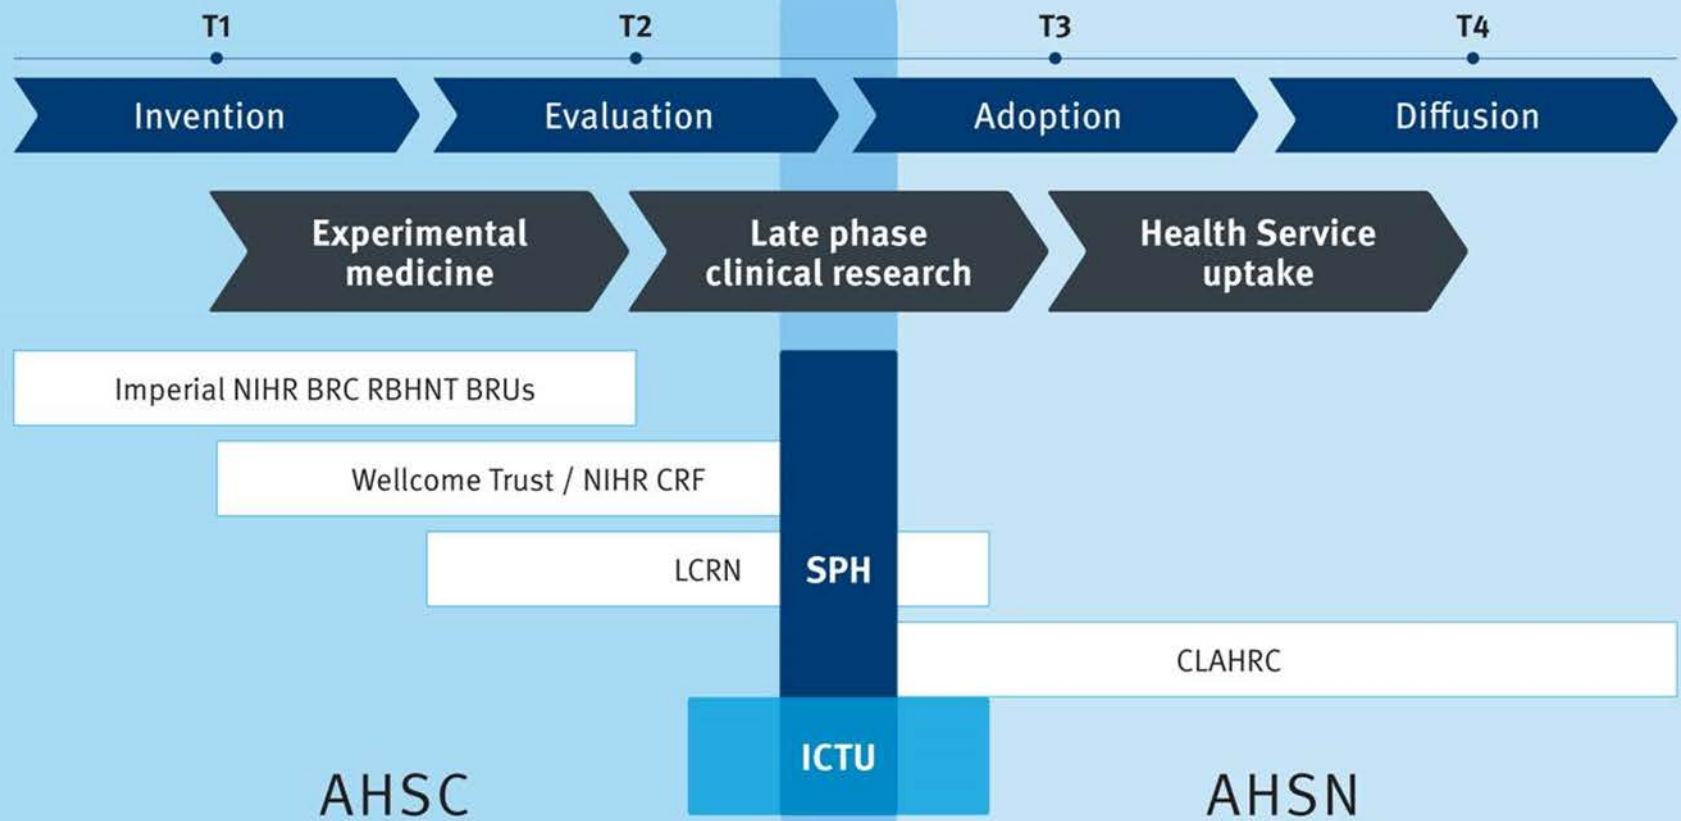 T1 T2 T3 T4
Invention Evaluation Adoption Diffusion
Experimental
medicine
Late phase
clinical research
Health Service
uptake
Imperial NIHR BRC RBHNT BRUs
Wellcome Trust / NIHR CRF
LCRN
SPH
CLAHRC
ICTU
AHSC
AHSN